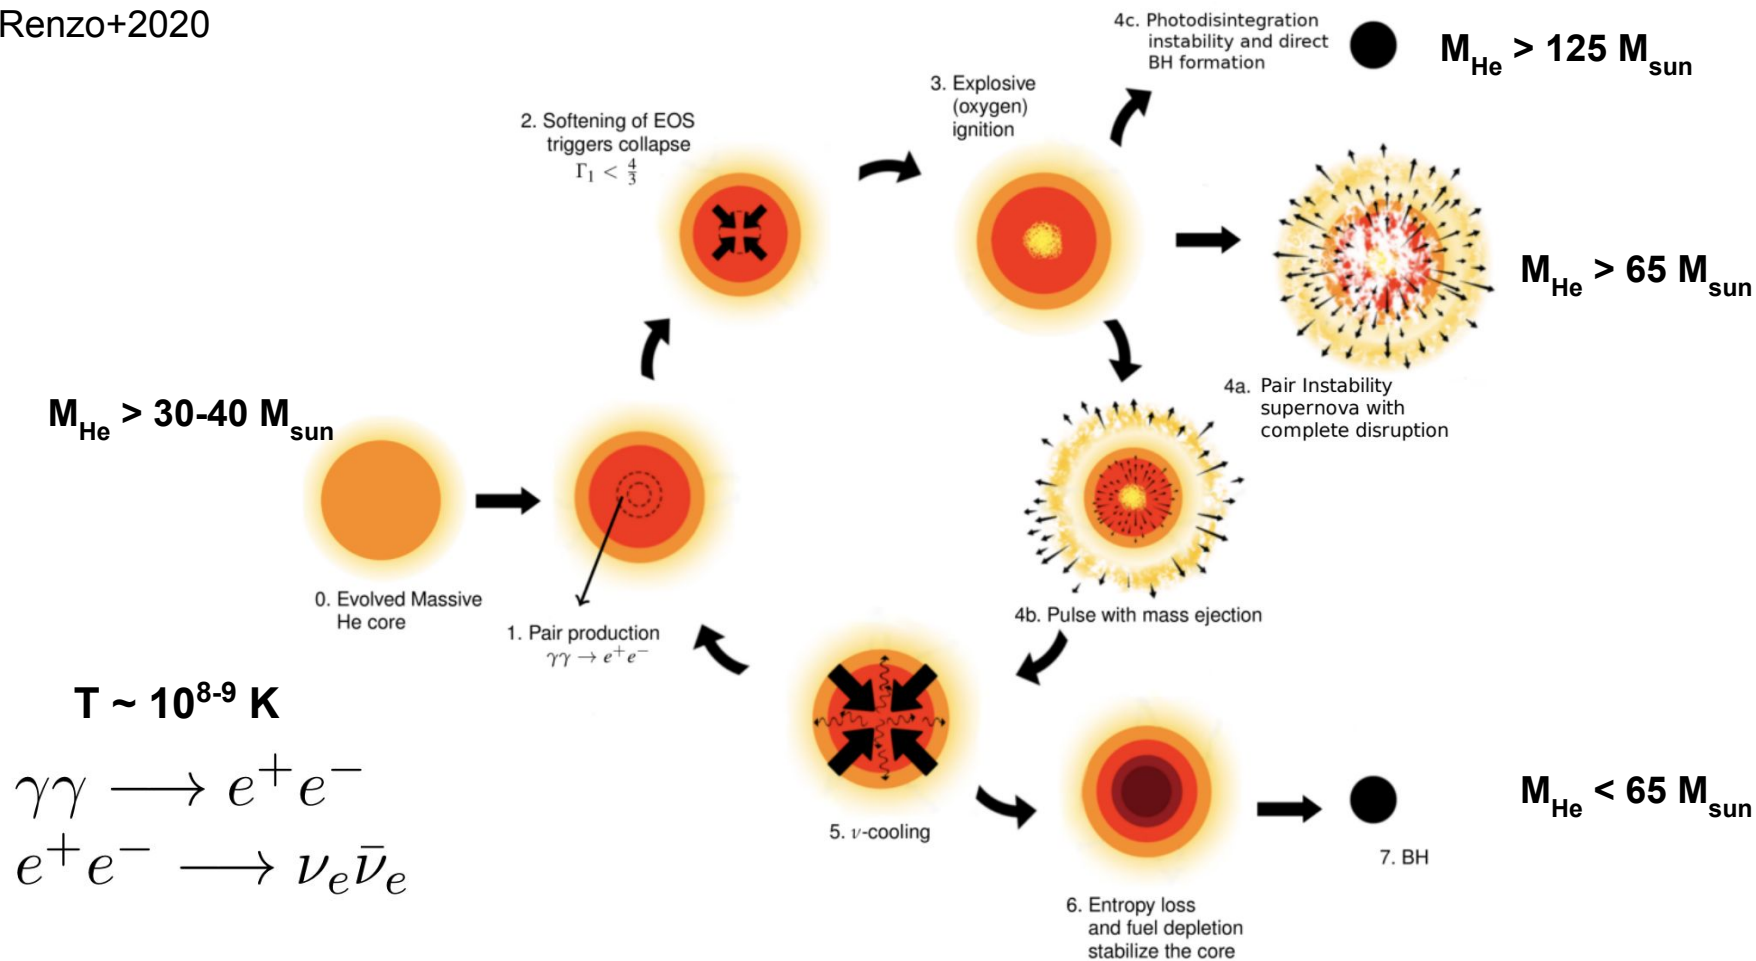 Renzo+2020
4c. Photodisintegration
instability and direct
BH formation
M_He > 125 M_sun
3. Explosive
(oxygen)
ignition
2. Softening of EOS
triggers collapse
Γ₁ < 4/3
M_He > 65 M_sun
4a. Pair Instability
supernova with
complete disruption
M_He > 30-40 M_sun
0. Evolved Massive
He core
1. Pair production
γγ → e⁺e⁻
4b. Pulse with mass ejection
T ~ 10⁸⁻⁹ K
γγ ⟶ e⁺e⁻
e⁺e⁻ ⟶ ν_e ν̄_e
5. ν-cooling
M_He < 65 M_sun
7. BH
6. Entropy loss
and fuel depletion
stabilize the core